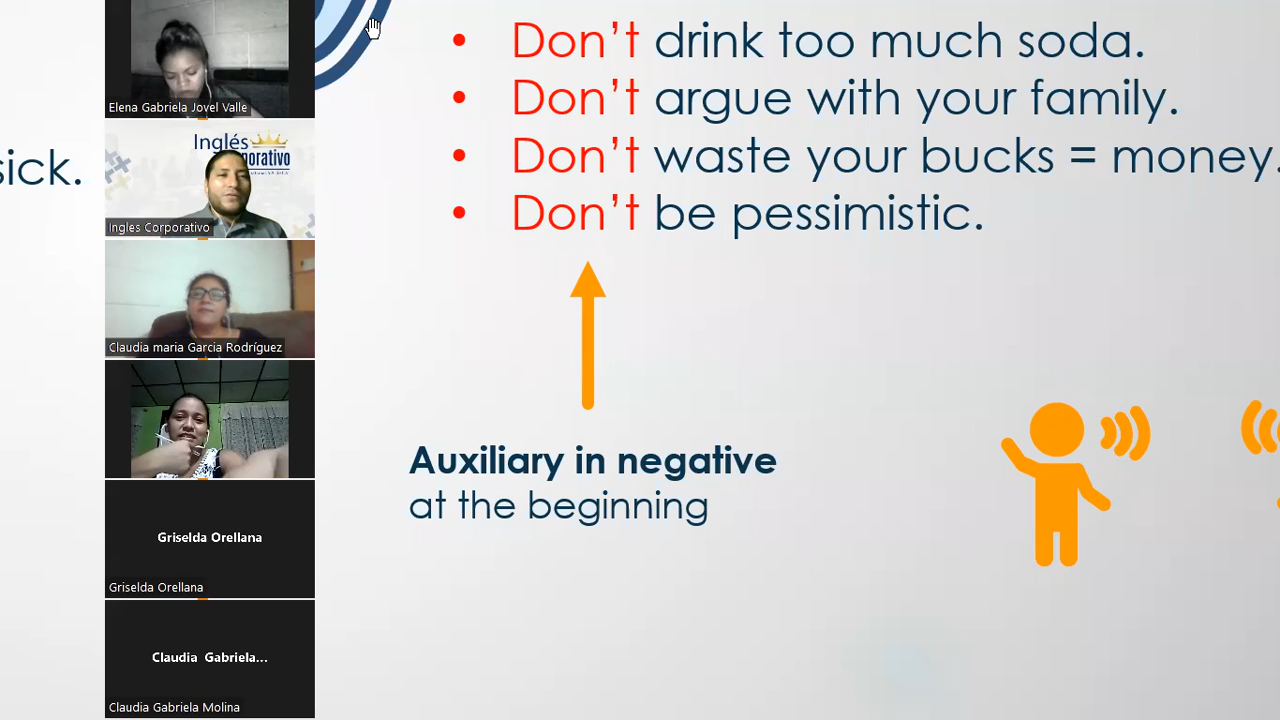 Don't drink too much soda.
Don't argue with your family.
Don't waste your bucks = money.
Don't be pessimistic.
sick.
Auxiliary in negative
at the beginning
Elena Gabriela Jovel Valle
Inglés
Ingles Corporativo
Claudia maria Garcia Rodríguez
Griselda Orellana
Griselda Orellana
Claudia Gabriela...
Claudia Gabriela Molina